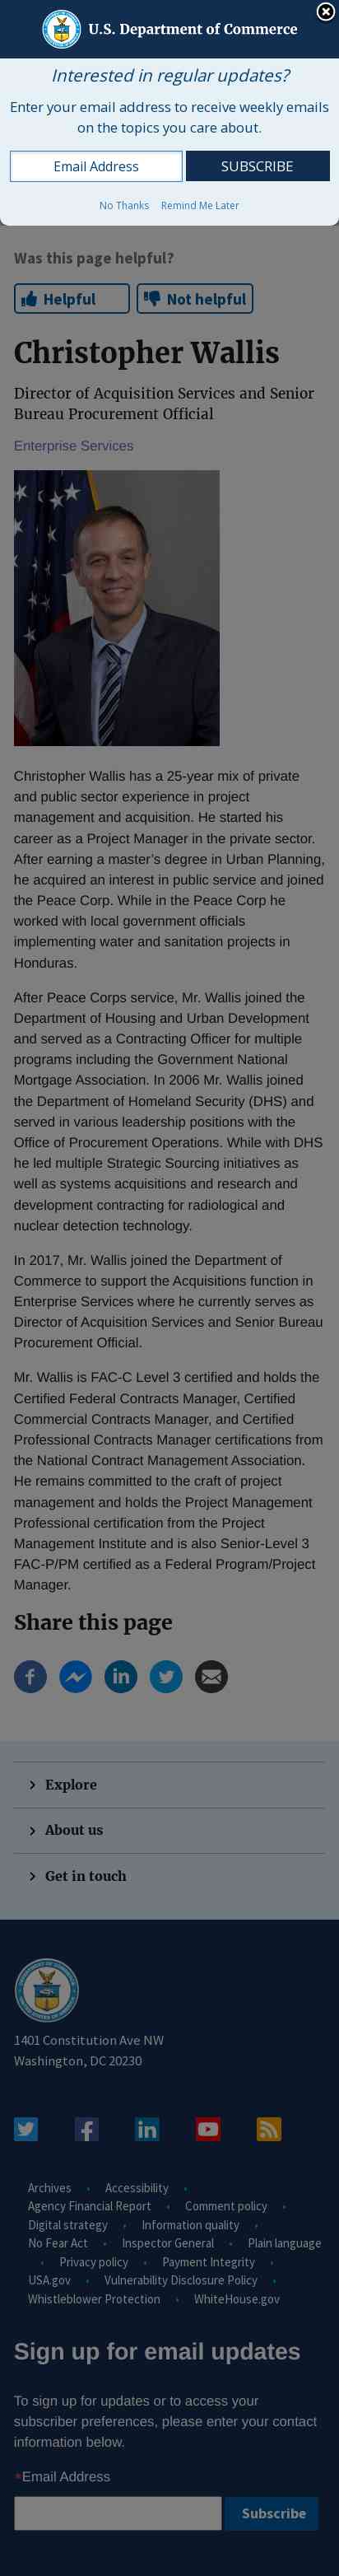 U.S. Department of Commerce
Interested in regular updates?
Enter your email address to receive weekly emails
on the topics you care about.
Email Address
SUBSCRIBE
No Thanks Remind Me Later
Was this page helpful?
Helpful Not helpful
Christopher Wallis
Director of Acquisition Services and Senior
Bureau Procurement Official
Enterprise Services
Christopher Wallis has a 25-year mix of private
and public sector experience in project
management and acquisition. He started his
career as a Project Manager in the private sector.
After earning a master's degree in Urban Planning,
he acquired an interest in public service and joined
the Peace Corp. While in the Peace Corp he
worked with local government officials
implementing water and sanitation projects in
Honduras.
After Peace Corps service, Mr. Wallis joined the
Department of Housing and Urban Development
and served as a Contracting Officer for multiple
programs including the Government National
Mortgage Association. In 2006 Mr. Wallis joined
the Department of Homeland Security (DHS) and
served in various leadership positions with the
Office of Procurement Operations. While with DHS
he led multiple Strategic Sourcing initiatives as
well as systems acquisitions and research and
development contracting for radiological and
nuclear detection technology.
In 2017, Mr. Wallis joined the Department of
Commerce to support the Acquisitions function in
Enterprise Services where he currently serves as
Director of Acquisition Services and Senior Bureau
Procurement Official.
Mr. Wallis is FAC-C Level 3 certified and holds the
Certified Federal Contracts Manager, Certified
Commercial Contracts Manager, and Certified
Professional Contracts Manager certifications from
the National Contract Management Association.
He remains committed to the craft of project
management and holds the Project Management
Professional certification from the Project
Management Institute and is also Senior-Level 3
FAC-P/PM certified as a Federal Program/Project
Manager.
Share this page
Explore
About us
Get in touch
1401 Constitution Ave NW
Washington, DC 20230
Archives Accessibility
Agency Financial Report Comment policy
Digital strategy Information quality
No Fear Act Inspector General Plain language
Privacy policy Payment Integrity
USA.gov Vulnerability Disclosure Policy
Whistleblower Protection WhiteHouse.gov
Sign up for email updates
To sign up for updates or to access your
subscriber preferences, please enter your contact
information below.
*Email Address
Subscribe